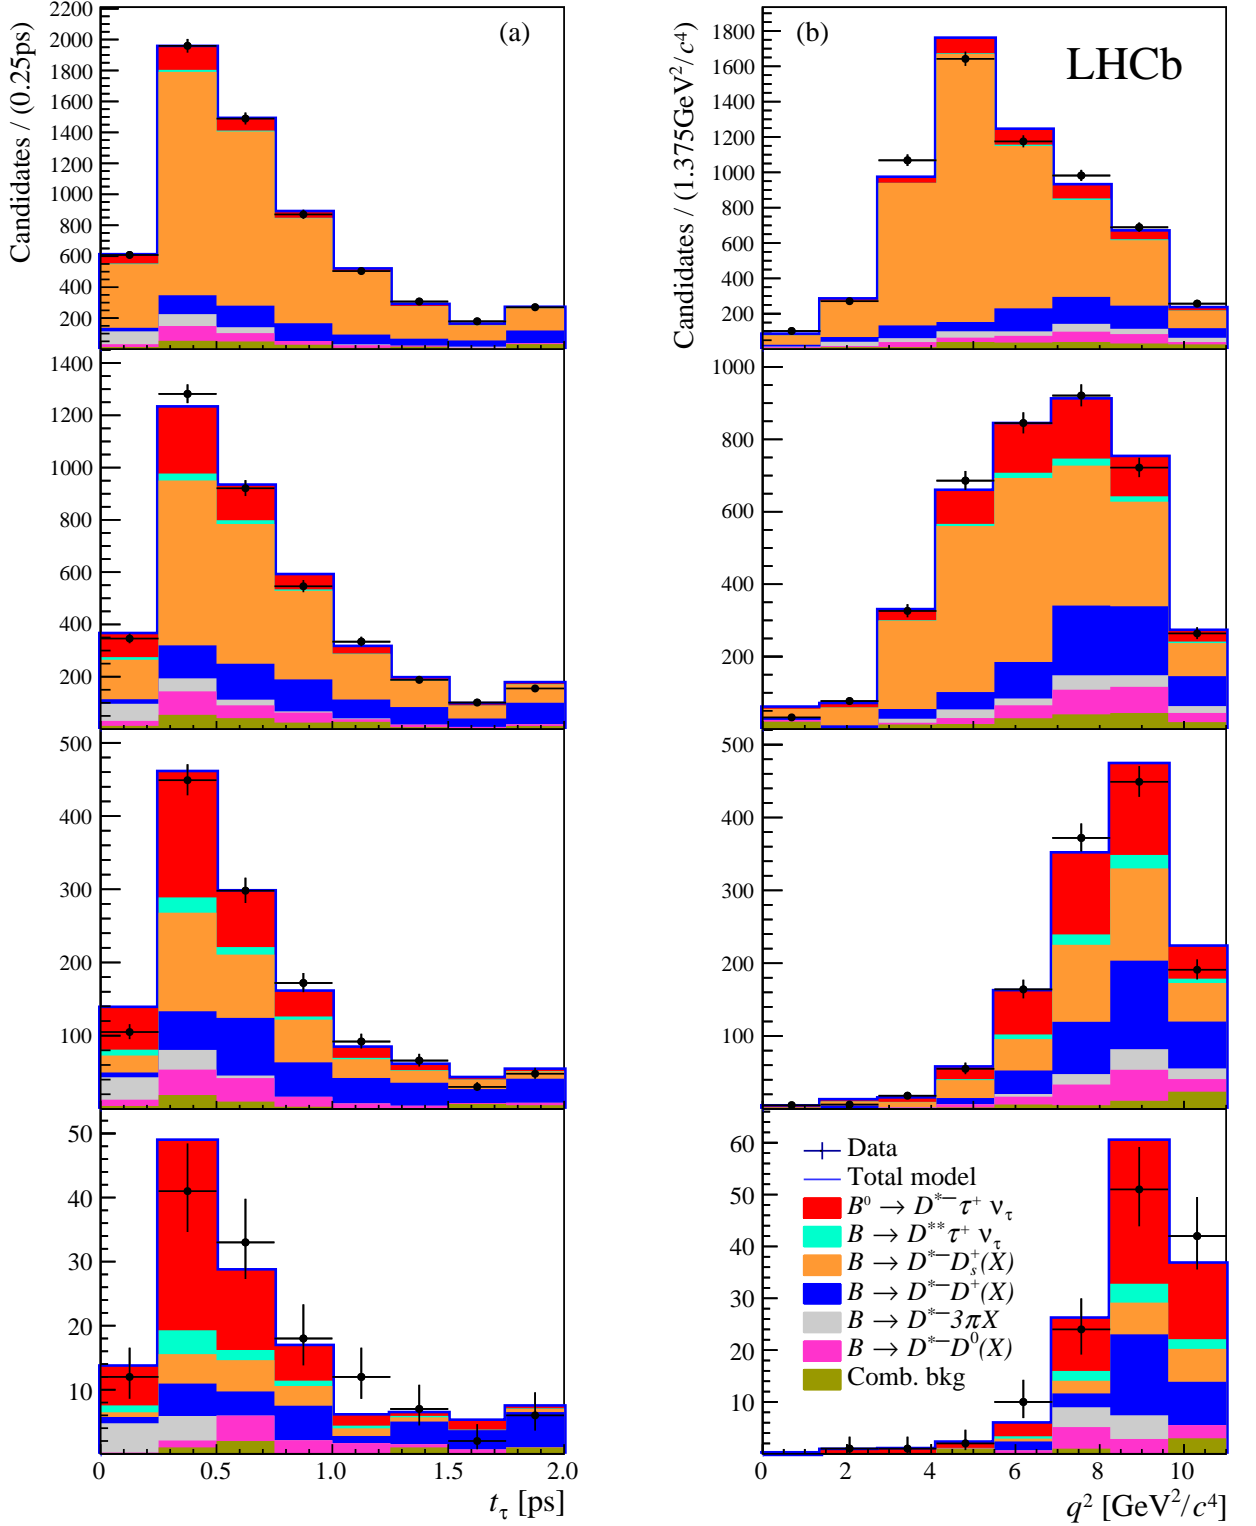 (a)
(b)
LHCb
Candidates / (0.25ps)
2200
2000
1800
1600
1400
1200
1000
800
600
400
200
Candidates / (1.375GeV²/c⁴)
1800
1600
1400
1200
1000
800
600
400
200
1400
1200
1000
800
600
400
200
1000
800
600
400
200
500
400
300
200
100
500
400
300
200
100
50
40
30
20
10
60
50
40
30
20
10
Data
Total model
B⁰ → D*⁻ τ⁺ ν_τ
B → D** τ⁺ ν_τ
B → D*⁻ D_s⁺(X)
B → D*⁻ D⁺(X)
B → D*⁻ 3πX
B → D*⁻ D⁰(X)
Comb. bkg
0 0.5 1.0 1.5 2.0
t_τ [ps]
0 2 4 6 8 10
q² [GeV²/c⁴]